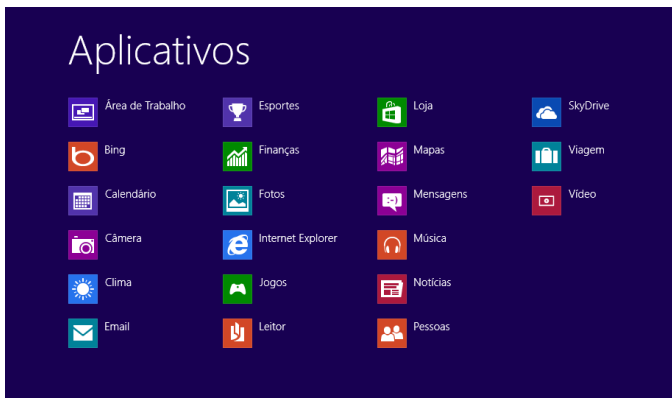 Aplicativos
Área de Trabalho
Bing
Calendário
Câmera
Clima
Email
Esportes
Finanças
Fotos
Internet Explorer
Jogos
Leitor
Loja
Mapas
Mensagens
Música
Notícias
Pessoas
SkyDrive
Viagem
Vídeo